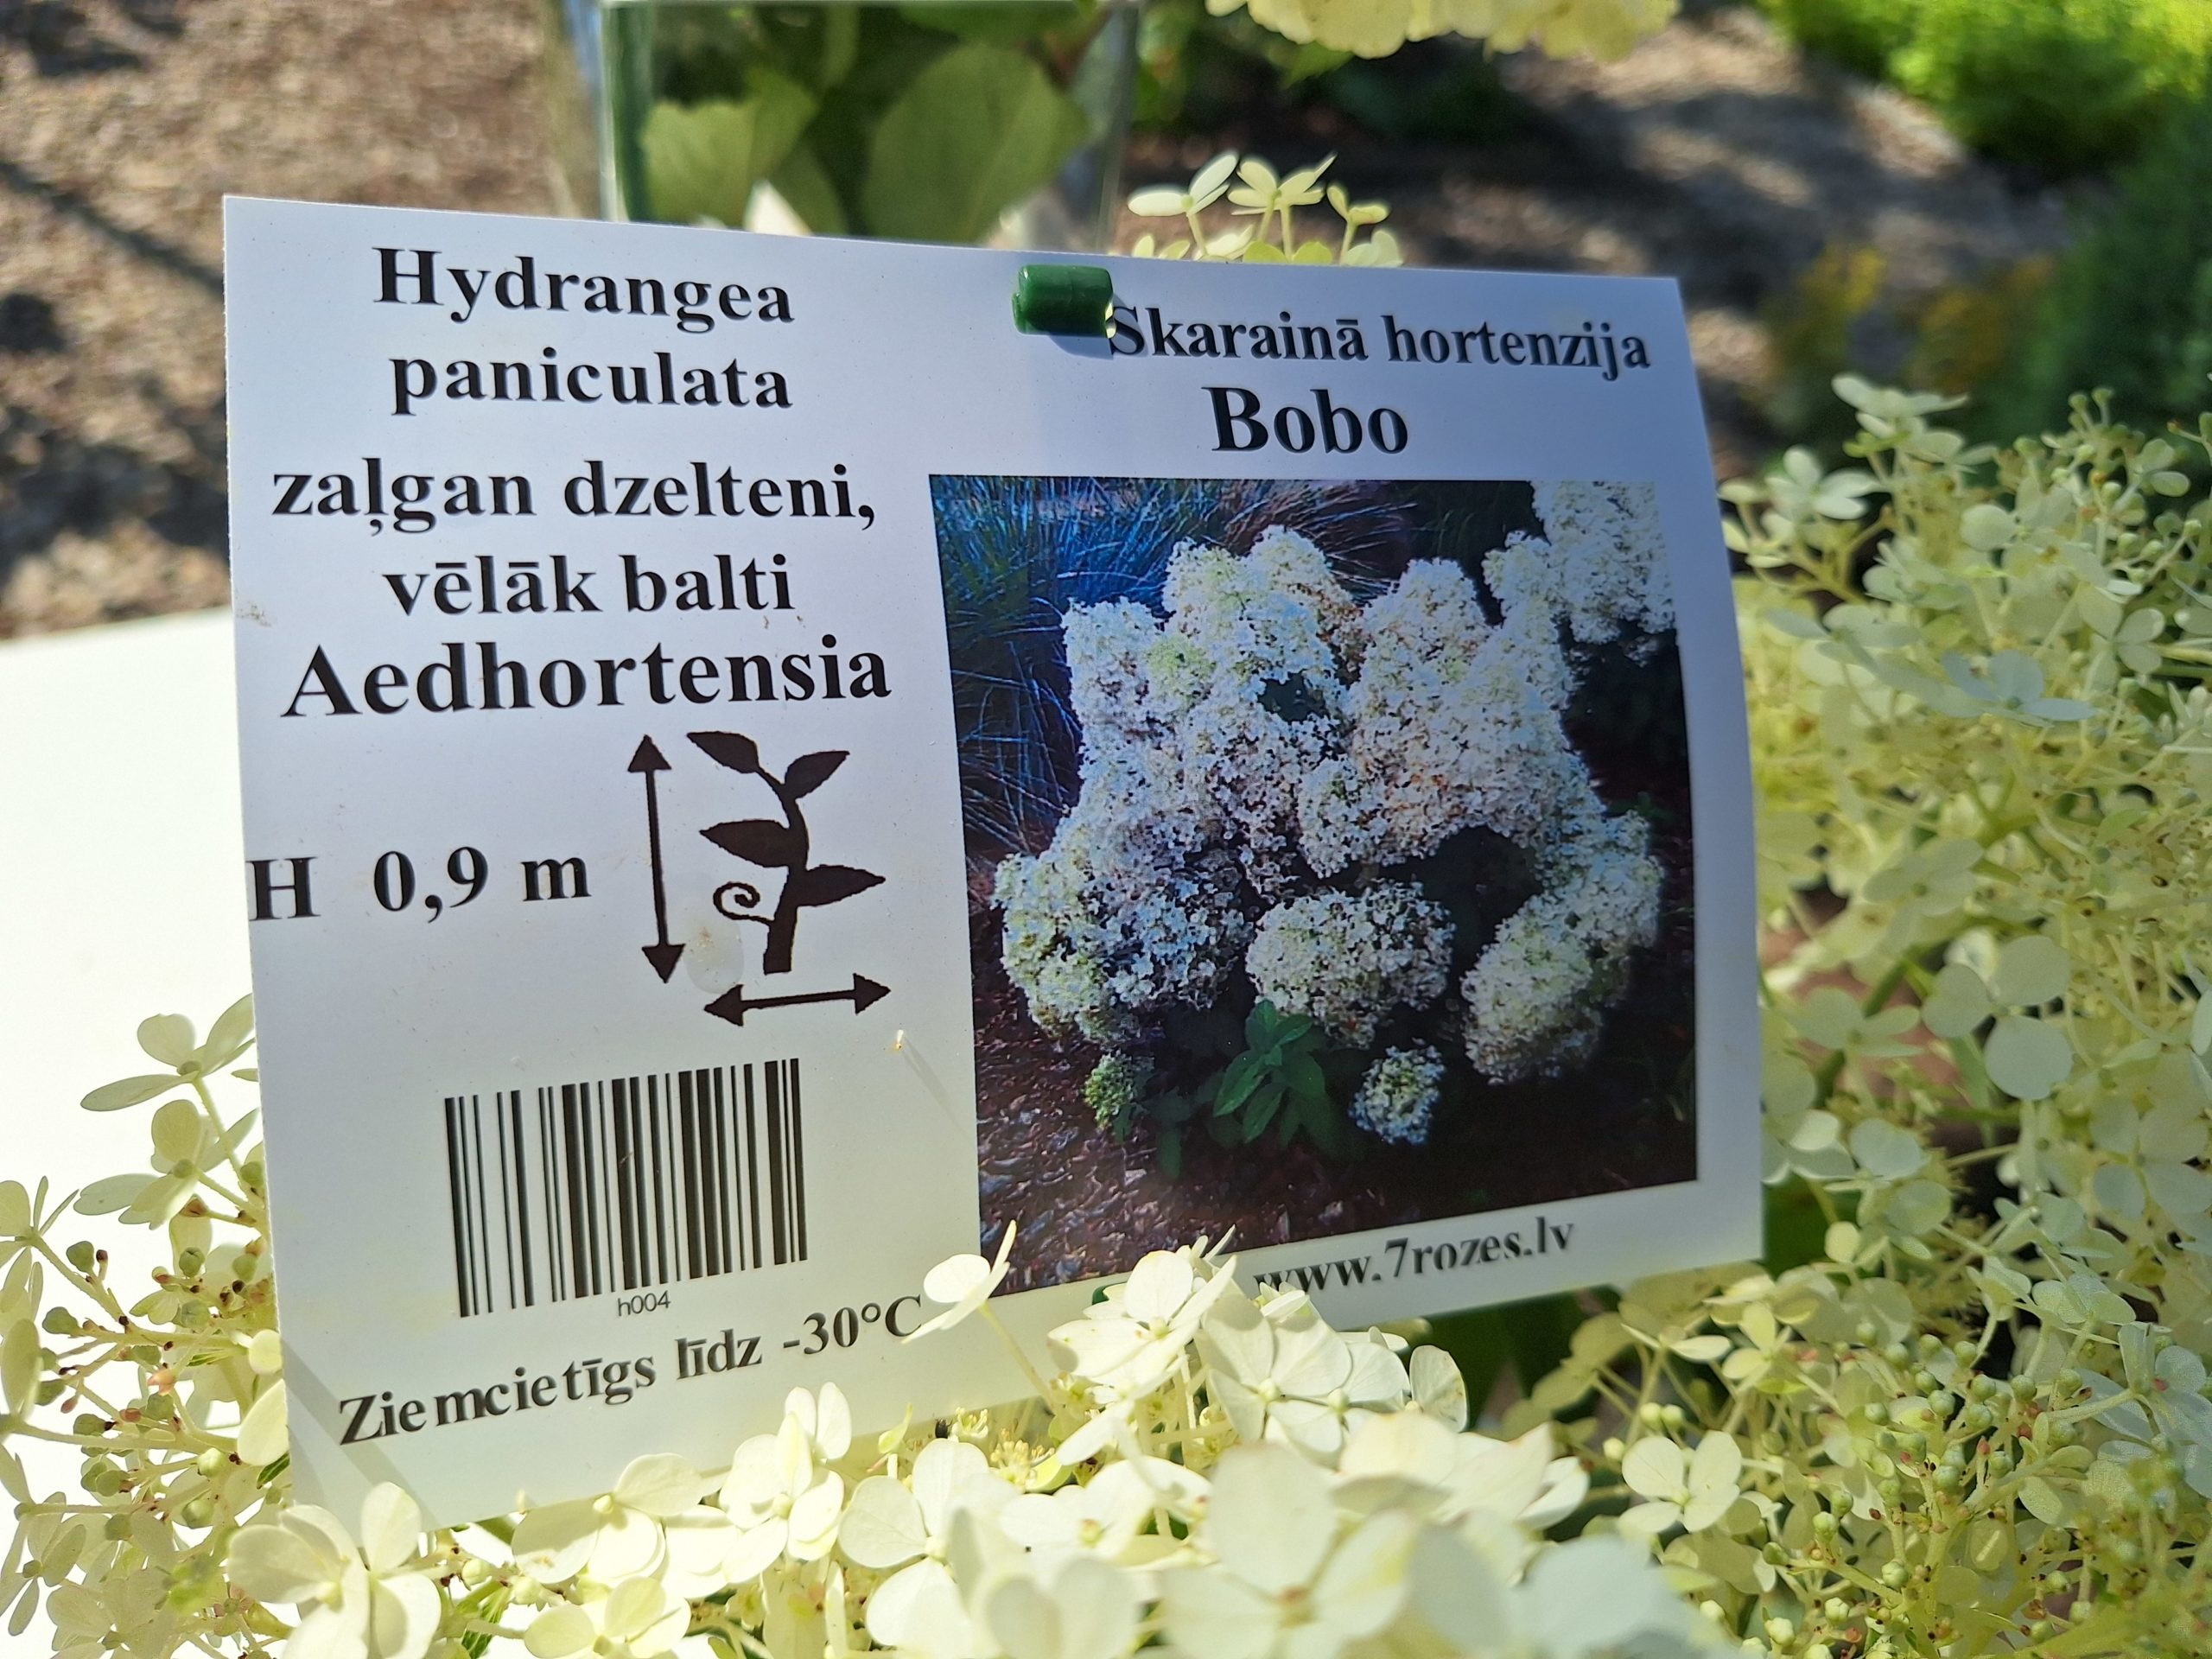 Hydrangea
paniculata
zaļgan dzelteni,
vēlāk balti
Aedhortensia
H 0,9 m
h004
Ziemcietīgs līdz -30°C
Skarainā hortenzija
Bobo
www.7rozes.lv